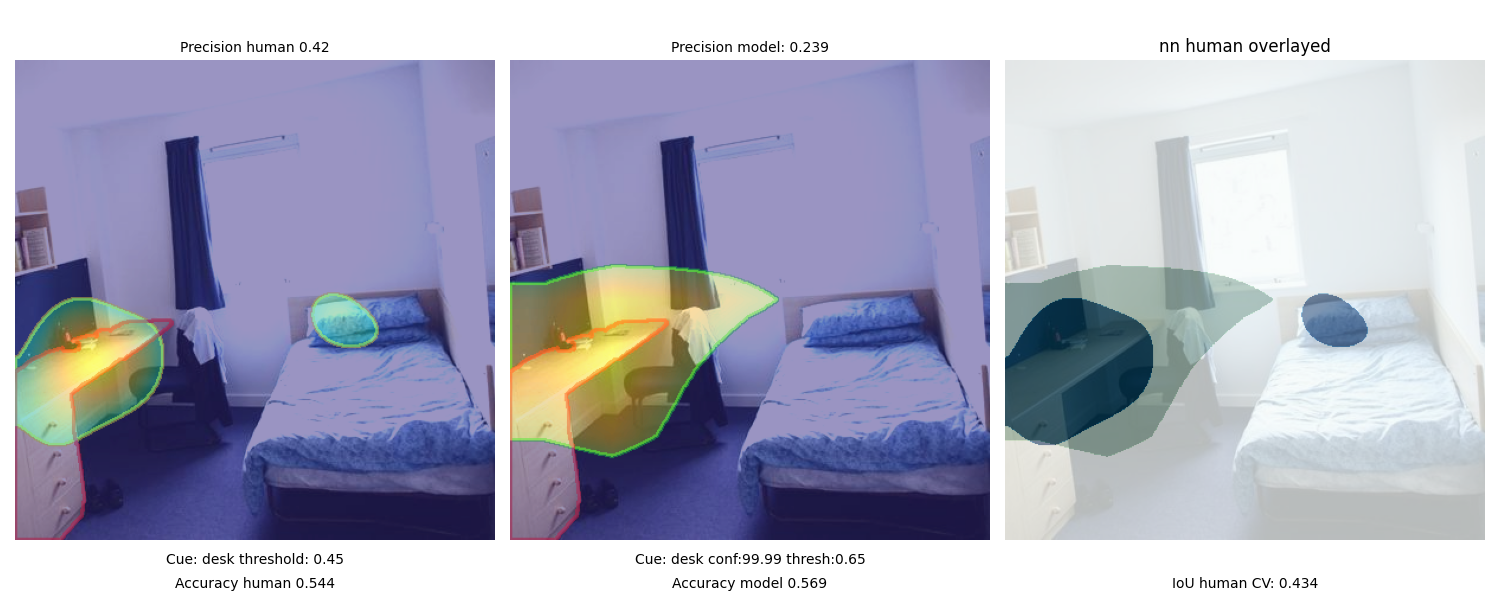 Precision human 0.42
Precision model: 0.239
nn human overlayed
Cue: desk threshold: 0.45
Accuracy human 0.544
Cue: desk conf:99.99 thresh:0.65
Accuracy model 0.569
IoU human CV: 0.434